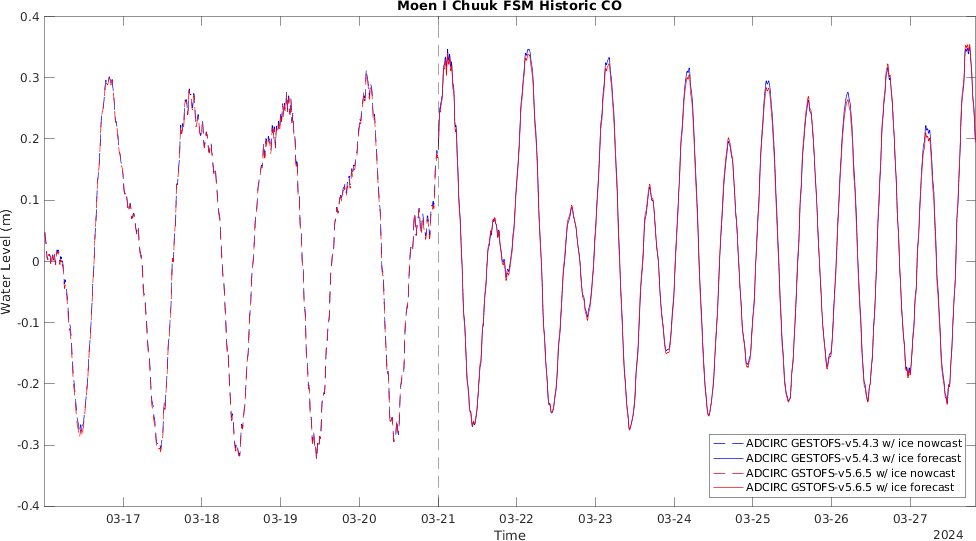 Moen I Chuuk FSM Historic CO
0.4
0.3
0.2
0.1
0
-0.1
-0.2
-0.3
-0.4
Water Level (m)
ADCIRC GESTOFS-v5.4.3 w/ ice nowcast
ADCIRC GESTOFS-v5.4.3 w/ ice forecast
ADCIRC GSTOFS-v5.6.5 w/ ice nowcast
ADCIRC GSTOFS-v5.6.5 w/ ice forecast
03-17 03-18 03-19 03-20 03-21 03-22 03-23 03-24 03-25 03-26 03-27
Time
2024